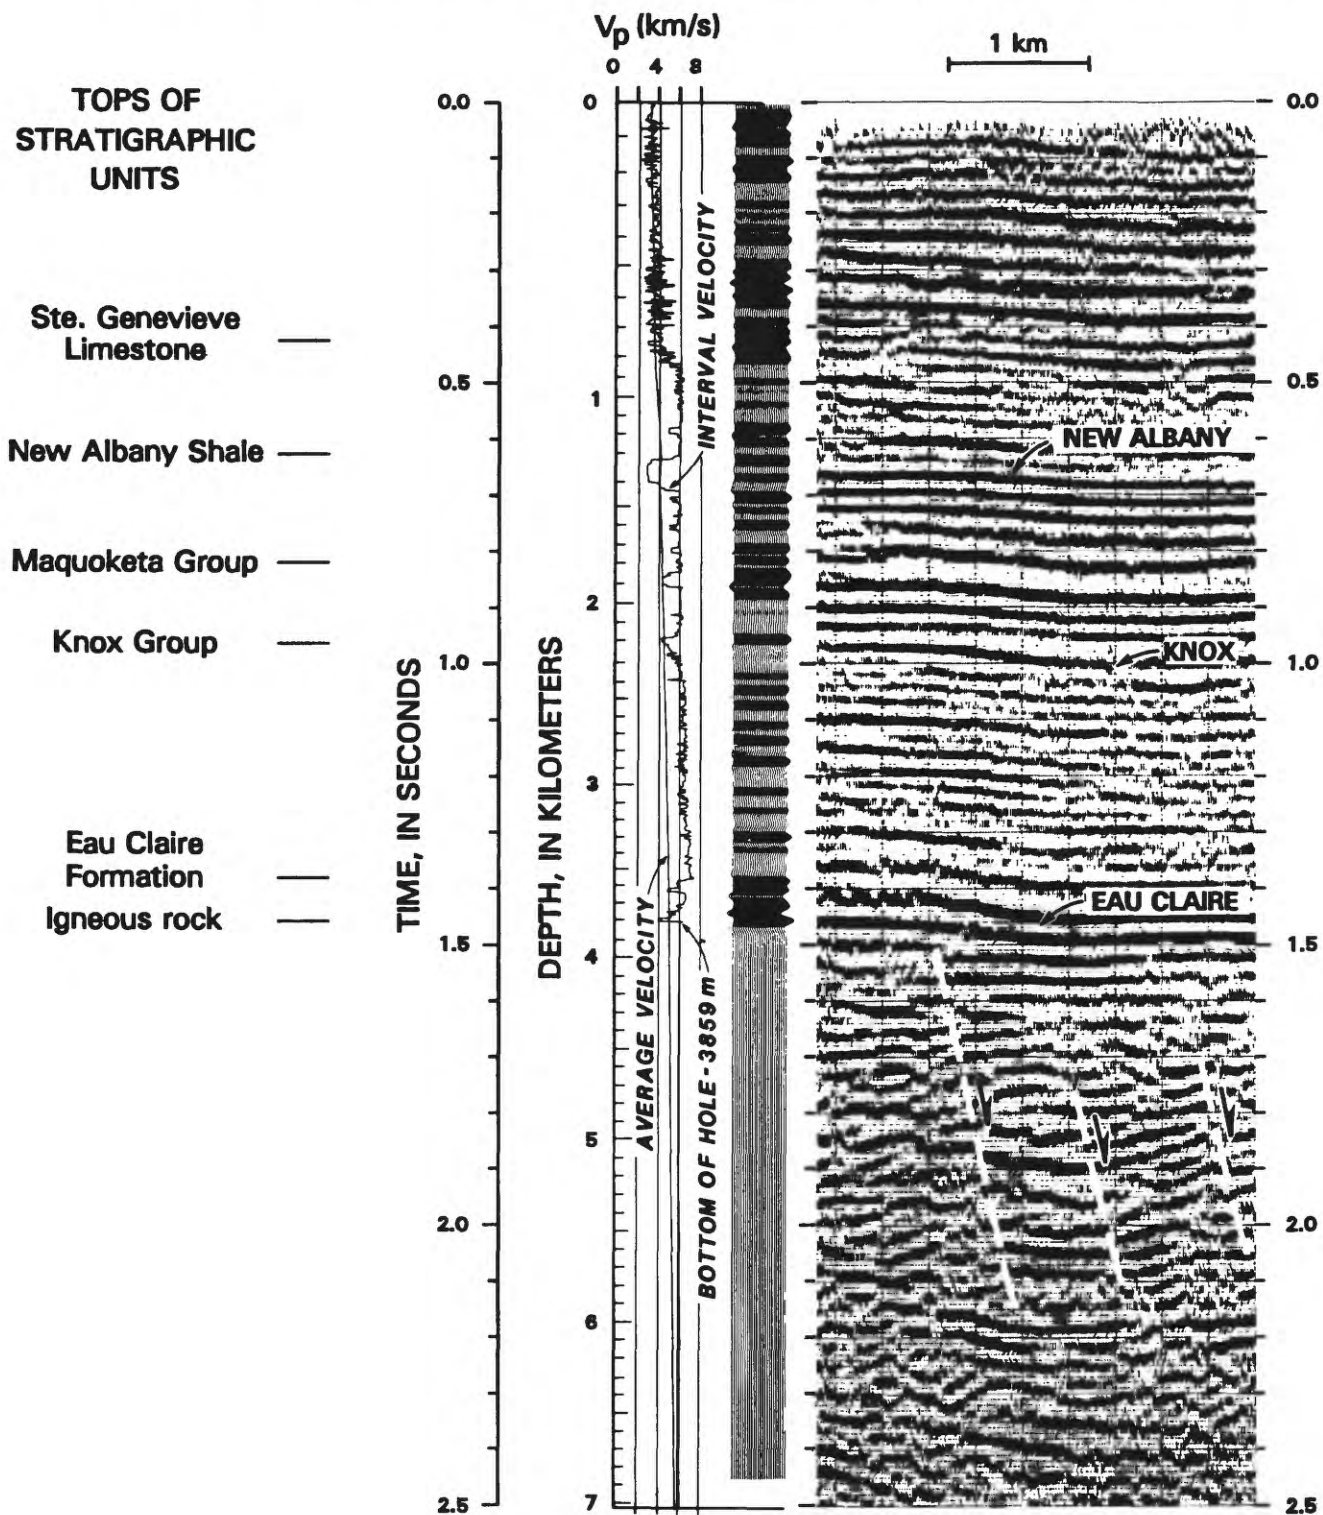 Vp (km/s)
0 4 8
1 km
TOPS OF
STRATIGRAPHIC
UNITS
Ste. Genevieve
Limestone
New Albany Shale
Maquoketa Group
Knox Group
Eau Claire
Formation
Igneous rock
TIME, IN SECONDS
0.0
0.5
1.0
1.5
2.0
2.5
DEPTH, IN KILOMETERS
0
1
2
3
4
5
6
7
INTERVAL VELOCITY
AVERAGE VELOCITY
BOTTOM OF HOLE - 3859 m
NEW ALBANY
KNOX
EAU CLAIRE
0.0
0.5
1.0
1.5
2.0
2.5